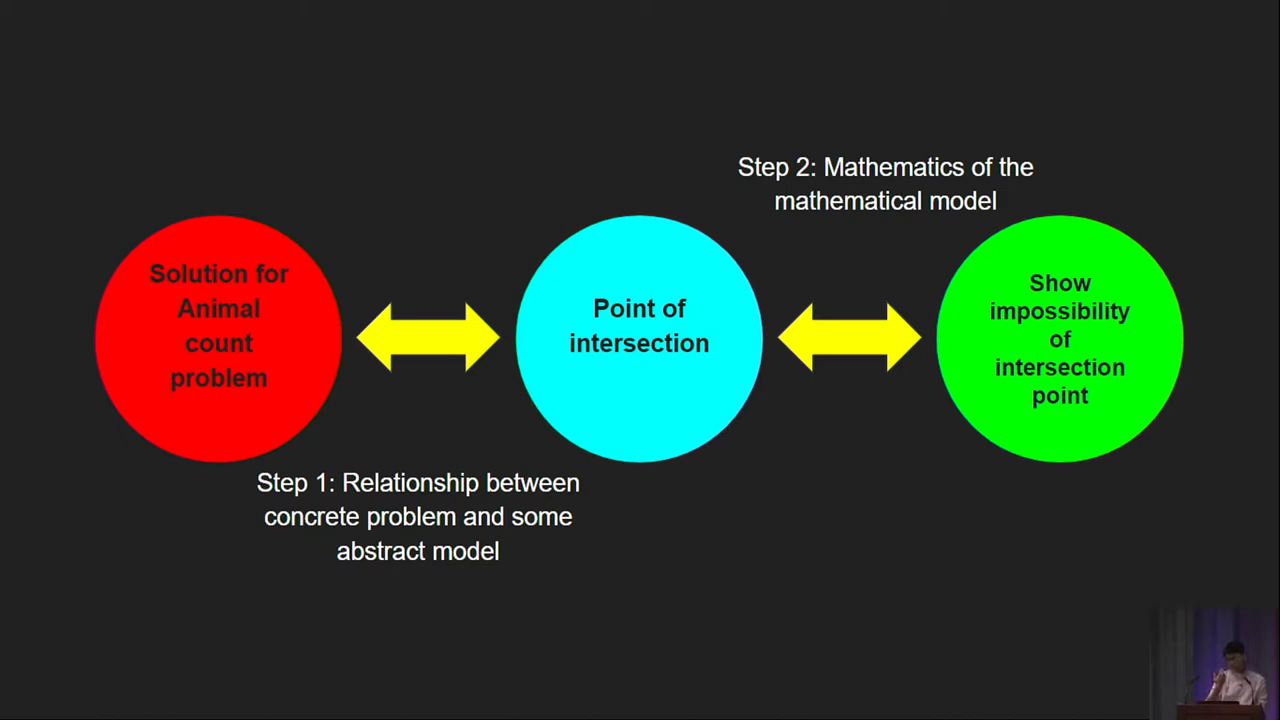 Step 2: Mathematics of the
mathematical model
Solution for
Animal
count
problem
Point of
intersection
Show
impossibility
of
intersection
point
Step 1: Relationship between
concrete problem and some
abstract model